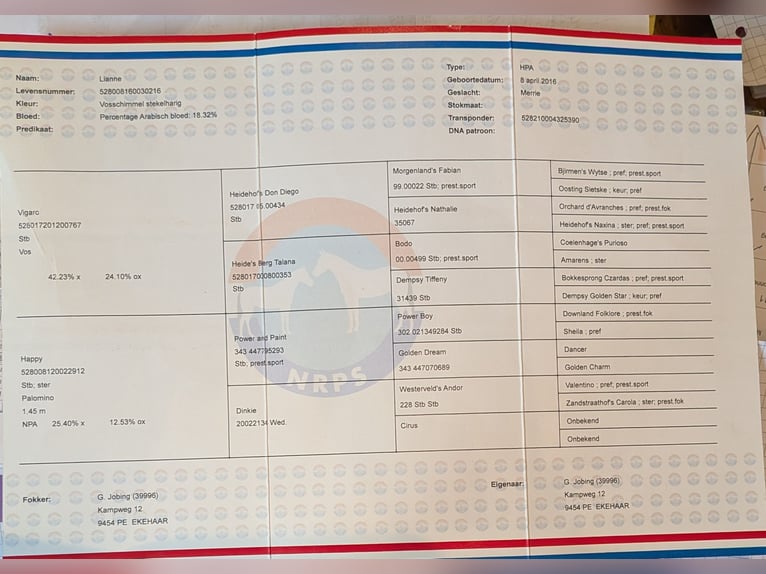 Naam: Lianne
Levensnummer: 528008160030216
Kleur: Vosschimmel stekelharig
Bloed: Percentage Arabisch bloed: 18.32%
Predikaat:
Type: HPA
Geboortedatum: 8 april 2016
Geslacht: Merrie
Stokmaat:
Transponder: 528210004325390
DNA patroon:
Vigaro
528017201200767
Stb
Vos
42.23% x 24.10% ox
Happy
528008120022912
Stb; ster
Palomino
1.45 m
NPA 25.40% x 12.53% ox
Heidehof's Don Diego
528017 05.00434
Stb
Heide's Berg Talana
528017030800353
Stb
Power and Paint
343 447795293
Stb; prest.sport
Dinkie
20022134 Wed.
Morgenland's Fabian
99.00022 Stb; prest.sport
Heidehof's Nathalie
35067
Bodo
00.00499 Stb; prest.sport
Dempsy Tiffeny
31439 Stb
Power Boy
302 021349284 Stb
Golden Dream
343 447070689
Westerveld's Andor
228 Stb Stb
Cirus
Bjirmen's Wytse ; pref; prest.sport
Oosting Sietske ; keur; pref
Orchard d'Avranches ; pref; prest.fok
Heidehof's Naxina ; ster; pref; prest.sport
Coelenhage's Purioso
Amarens ; ster
Bokkesprong Czardas ; pref; prest.sport
Dempsy Golden Star ; keur; pref
Downland Folklore ; prest.fok
Sheila ; pref
Dancer
Golden Charm
Valentino ; pref; prest.sport
Zandstraathof's Carola ; ster; prest.fok
Onbekend
Onbekend
NRPS
Fokker: G. Jobing (39996)
Kampweg 12
9454 PE EKEHAAR
Eigenaar: G. Jobing (39996)
Kampweg 12
9454 PE EKEHAAR